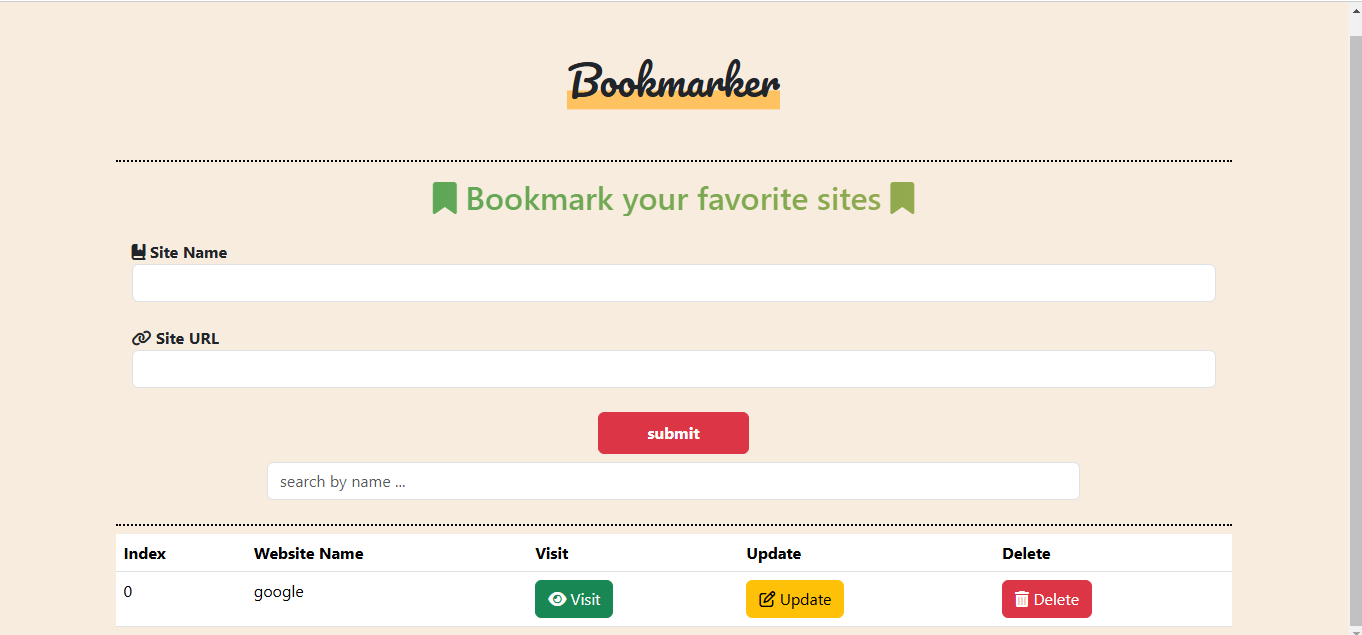 Bookmarker
Bookmark your favorite sites
Site Name
Site URL
submit
search by name ...
Index Website Name Visit Update Delete
0 google Visit Update Delete